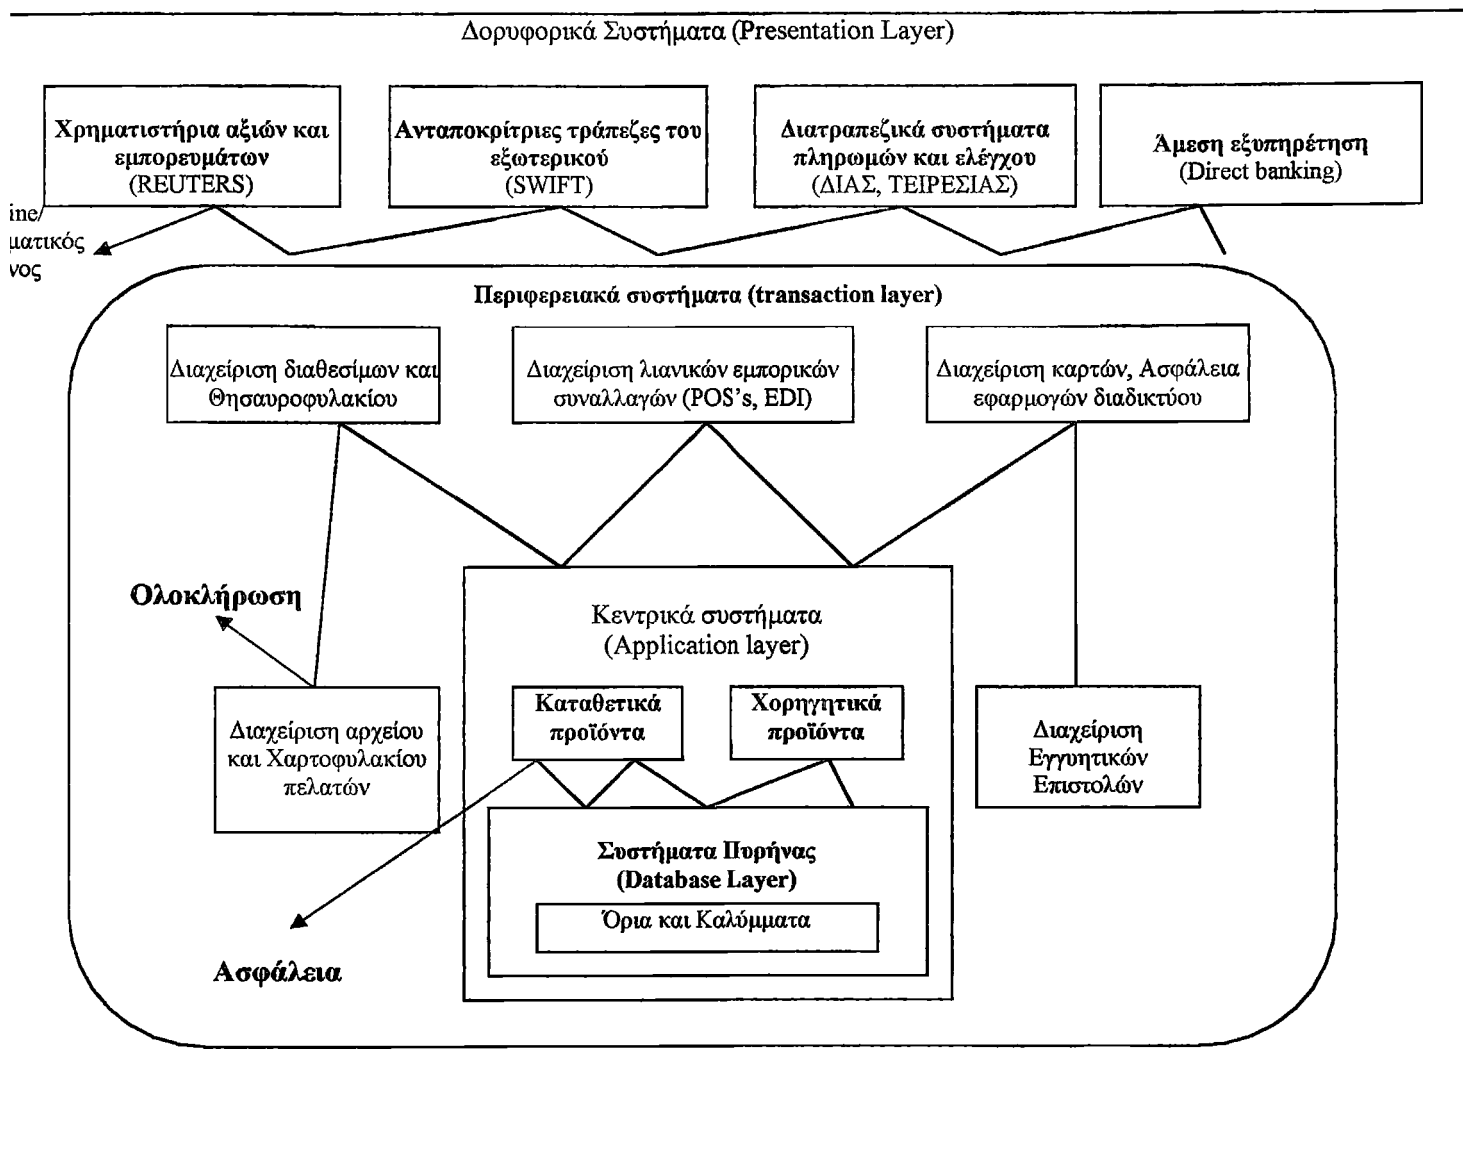 Δορυφορικά Συστήματα (Presentation Layer)
Χρηματιστήρια αξιών και
εμπορευμάτων
(REUTERS)
Ανταποκρίτριες τράπεζες του
εξωτερικού
(SWIFT)
Διατραπεζικά συστήματα
πληρωμών και ελέγχου
(ΔΙΑΣ, ΤΕΙΡΕΣΙΑΣ)
Άμεση εξυπηρέτηση
(Direct banking)
ine/
ματικός
νος
Περιφερειακά συστήματα (transaction layer)
Διαχείριση διαθεσίμων και
Θησαυροφυλακίου
Διαχείριση λιανικών εμπορικών
συναλλαγών (POS's, EDI)
Διαχείριση καρτών, Ασφάλεια
εφαρμογών διαδικτύου
Ολοκλήρωση
Κεντρικά συστήματα
(Application layer)
Διαχείριση αρχείου
και Χαρτοφυλακίου
πελατών
Καταθετικά
προϊόντα
Χορηγητικά
προϊόντα
Διαχείριση
Εγγυητικών
Επιστολών
Συστήματα Πυρήνας
(Database Layer)
Όρια και Καλύμματα
Ασφάλεια